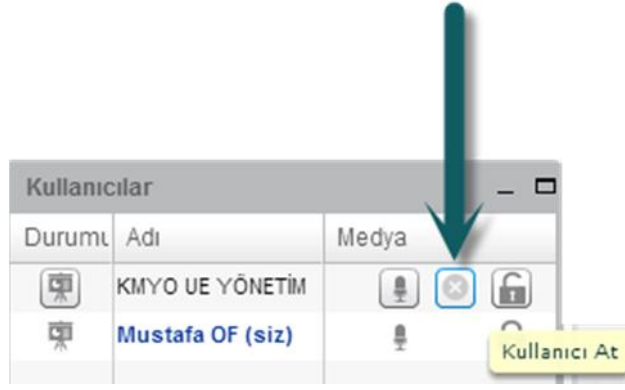 Kullanıcılar
Durumu Adı Medya
KMYO UE YÖNETİM
Mustafa OF (siz)
Kullanıcı At